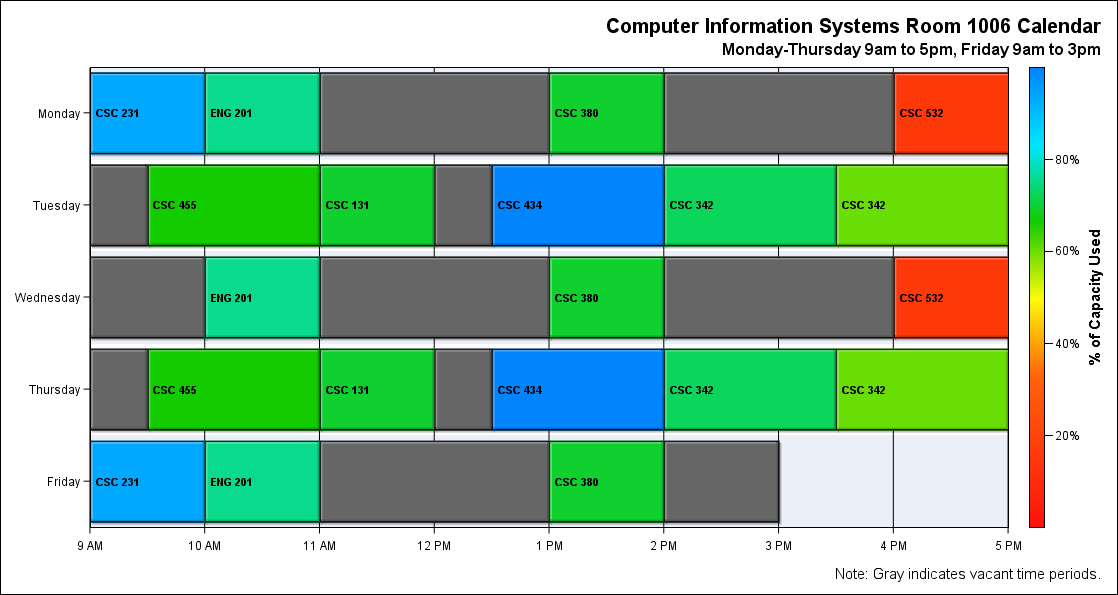 Computer Information Systems Room 1006 Calendar
Monday-Thursday 9am to 5pm, Friday 9am to 3pm
Monday
CSC 231
ENG 201
CSC 380
CSC 532
Tuesday
CSC 455
CSC 131
CSC 434
CSC 342
CSC 342
Wednesday
ENG 201
CSC 380
CSC 532
Thursday
CSC 455
CSC 131
CSC 434
CSC 342
CSC 342
Friday
CSC 231
ENG 201
CSC 380
9 AM
10 AM
11 AM
12 PM
1 PM
2 PM
3 PM
4 PM
5 PM
80%
60%
40%
20%
% of Capacity Used
Note: Gray indicates vacant time periods.